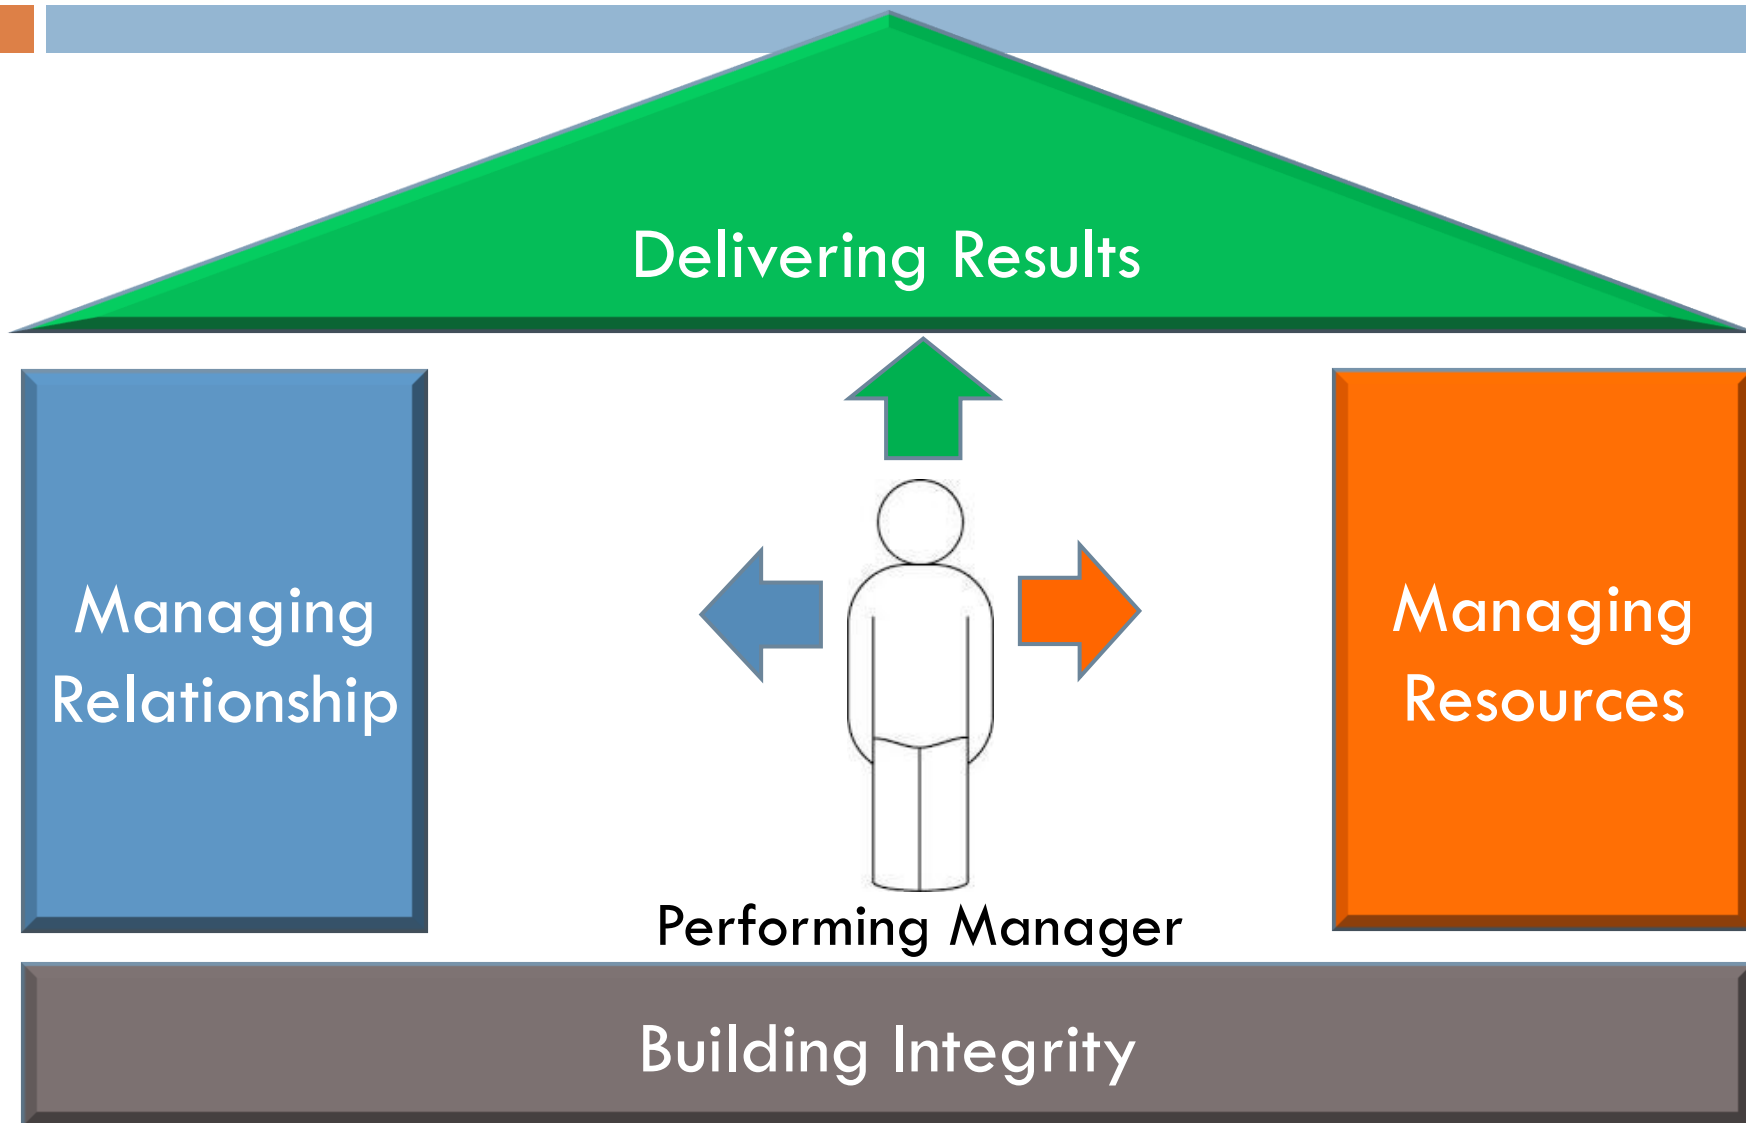 Delivering Results
Managing
Relationship
Managing
Resources
Performing Manager
Building Integrity